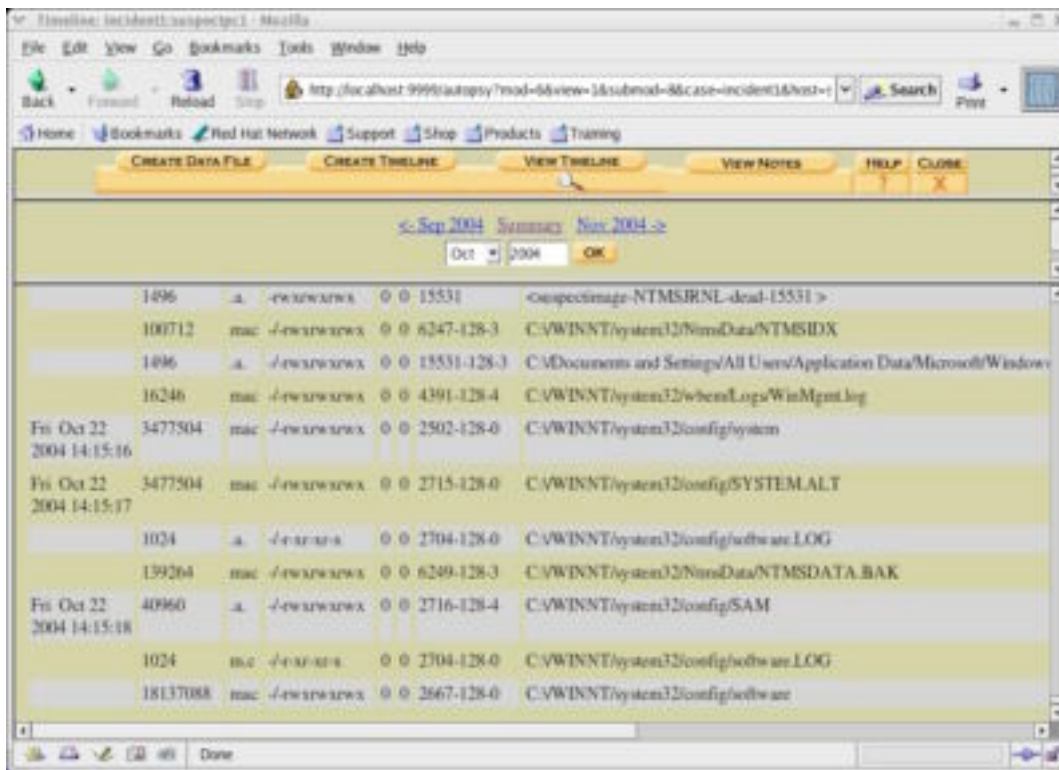 Timeline: incident1:suspectpc1 - Mozilla
File Edit View Go Bookmarks Tools Window Help
Back Forward Reload Stop http://localhost:9999/autopsy?mod=6&view=1&submod=8&case=incident1&host= Search Print
Home Bookmarks Red Hat Network Support Shop Products Training
CREATE DATA FILE CREATE TIMELINE VIEW TIMELINE VIEW NOTES HELP CLOSE
? X
<- Sep 2004 Summary Nov 2004 ->
Oct 2004 OK
1496 .a. -rwxrwxrwx 0 0 15531 <suspectimage-NTMSJRNL-dead-15531 >
100712 mac -/-rwxrwxrwx 0 0 6247-128-3 C:\/WINNT/system32/NtmsData/NTMSIDX
1496 .a. -/-rwxrwxrwx 0 0 15531-128-3 C:\/Documents and Settings/All Users/Application Data/Microsoft/Windows
16246 mac -/-rwxrwxrwx 0 0 4391-128-4 C:\/WINNT/system32/wbem/Logs/WinMgmt.log
Fri Oct 22 2004 14:15:16 3477504 mac -/-rwxrwxrwx 0 0 2502-128-0 C:\/WINNT/system32/config/system
Fri Oct 22 2004 14:15:17 3477504 mac -/-rwxrwxrwx 0 0 2715-128-0 C:\/WINNT/system32/config/SYSTEM.ALT
1024 .a. -/-r-xr-xr-x 0 0 2704-128-0 C:\/WINNT/system32/config/software.LOG
139264 mac -/-rwxrwxrwx 0 0 6249-128-3 C:\/WINNT/system32/NtmsData/NTMSDATA.BAK
Fri Oct 22 2004 14:15:18 40960 .a. -/-rwxrwxrwx 0 0 2716-128-4 C:\/WINNT/system32/config/SAM
1024 m.c -/-r-xr-xr-x 0 0 2704-128-0 C:\/WINNT/system32/config/software.LOG
18137088 mac -/-rwxrwxrwx 0 0 2667-128-0 C:\/WINNT/system32/config/software
Done